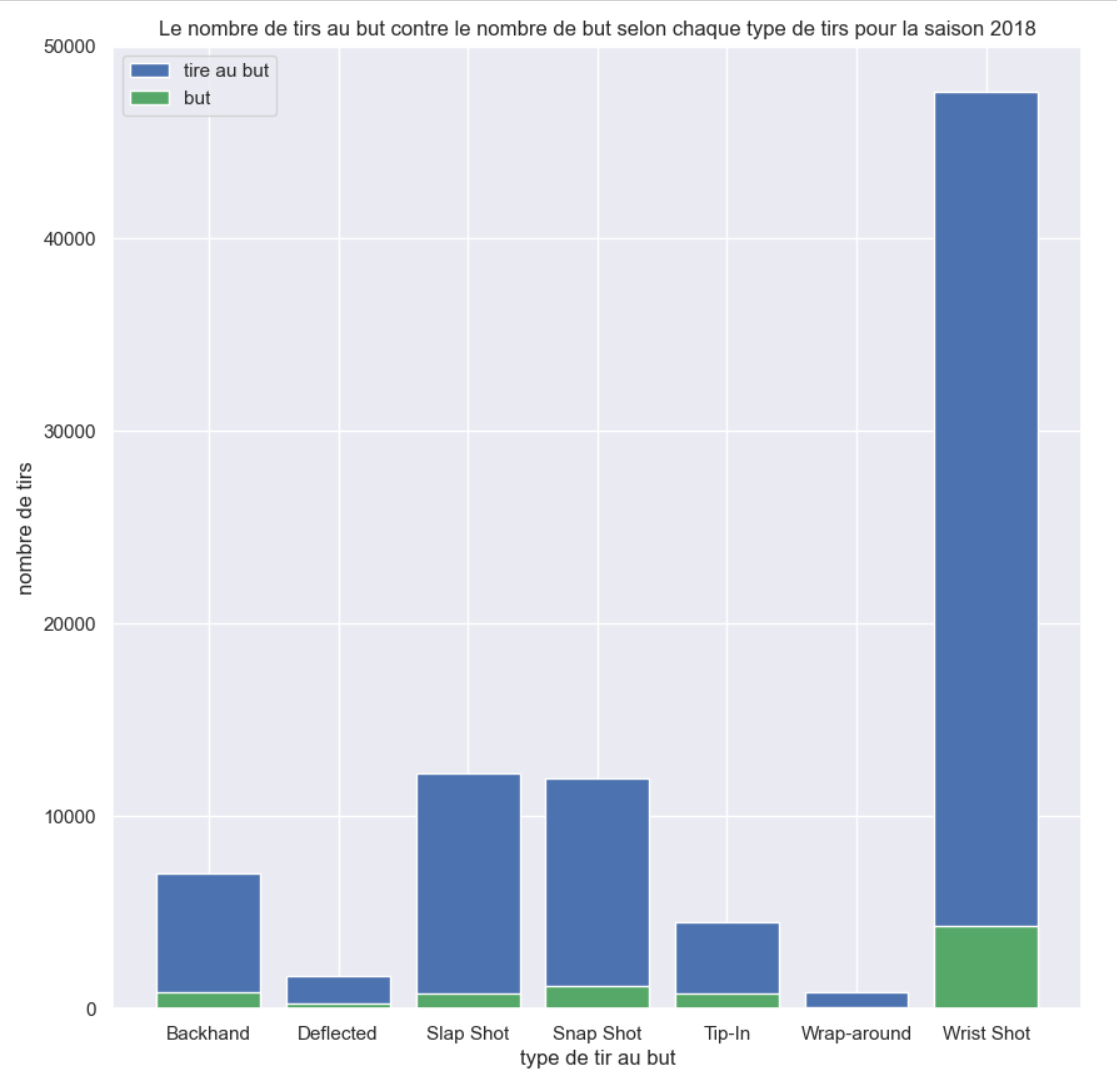 Le nombre de tirs au but contre le nombre de but selon chaque type de tirs pour la saison 2018
50000
tire au but
but
40000
30000
nombre de tirs
20000
10000
0
Backhand Deflected Slap Shot Snap Shot Tip-In Wrap-around Wrist Shot
type de tir au but